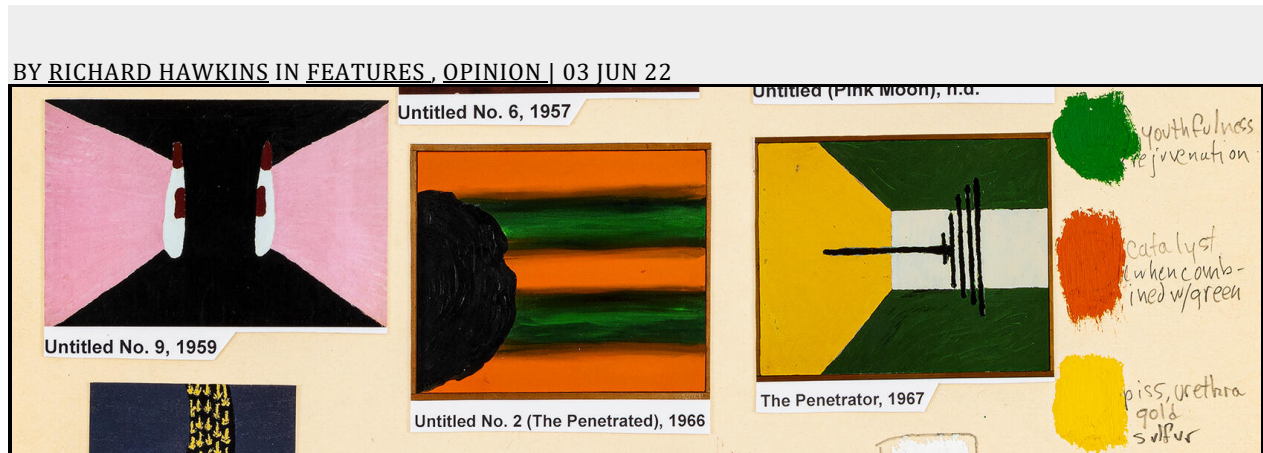 BY RICHARD HAWKINS IN FEATURES , OPINION | 03 JUN 22
Untitled No. 6, 1957
Untitled (Pink Moon), n.d.
youthfulness
rejuvenation
Untitled No. 9, 1959
catalyst
(when comb-
ined w/green
Untitled No. 2 (The Penetrated), 1966
The Penetrator, 1967
piss, urethra
gold
sulfur